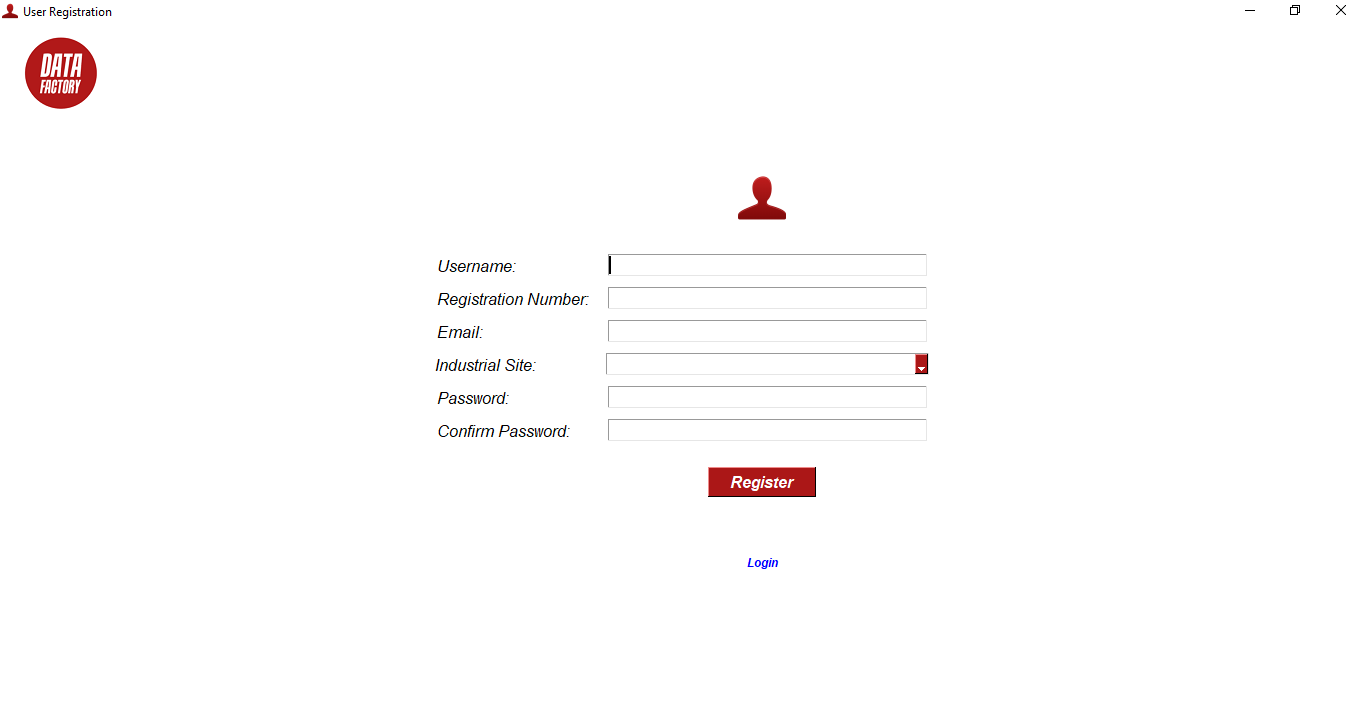 User Registration
DATA
FACTORY
Username:
Registration Number:
Email:
Industrial Site:
Password:
Confirm Password:
Register
Login